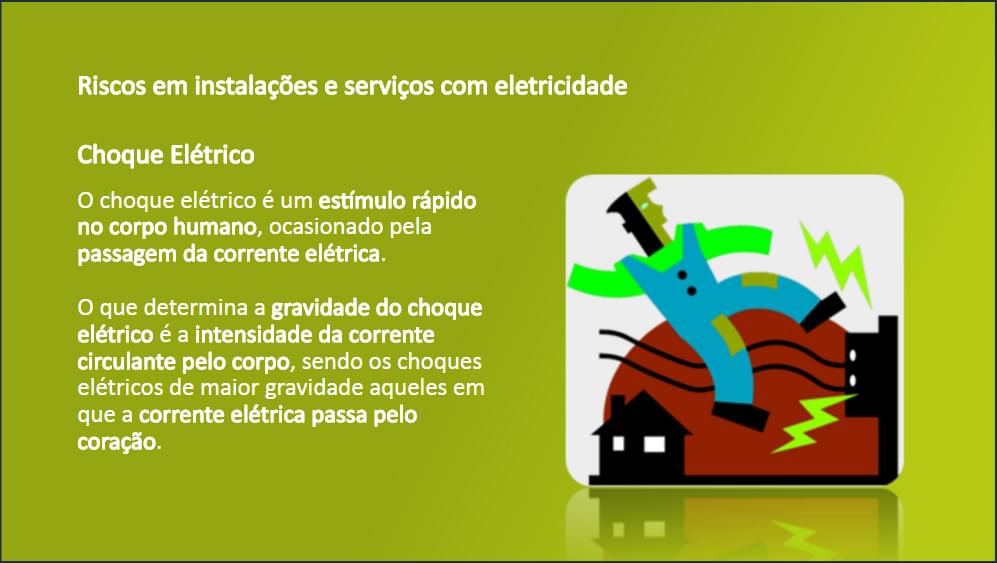 Riscos em instalações e serviços com eletricidade
Choque Elétrico
O choque elétrico é um estímulo rápido
no corpo humano, ocasionado pela
passagem da corrente elétrica.
O que determina a gravidade do choque
elétrico é a intensidade da corrente
circulante pelo corpo, sendo os choques
elétricos de maior gravidade aqueles em
que a corrente elétrica passa pelo
coração.